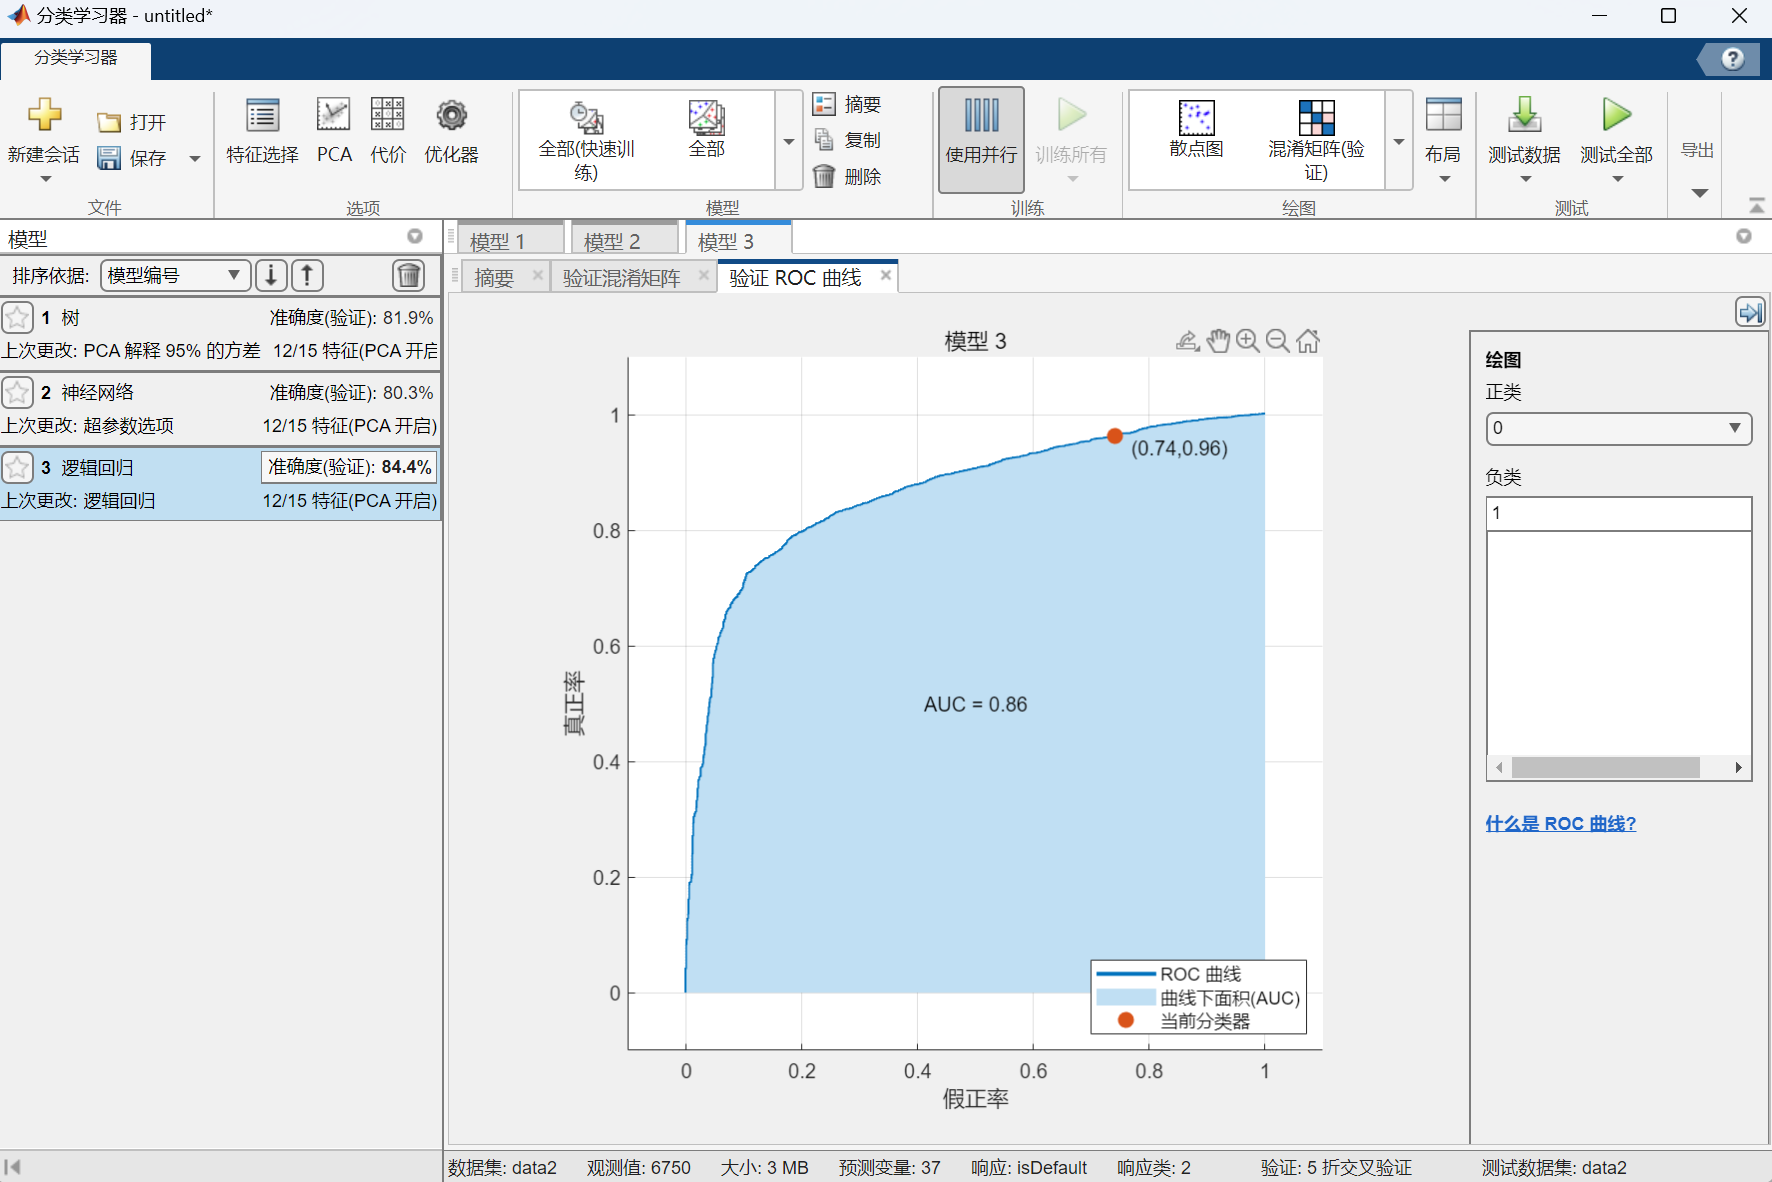 分类学习器 - untitled*
分类学习器
?
新建会话
打开
保存
文件
特征选择
PCA
代价
优化器
选项
全部(快速训
练)
全部
摘要
复制
删除
模型
使用并行
训练所有
训练
散点图
混淆矩阵(验
证)
绘图
布局
测试数据
测试全部
测试
导出
模型
排序依据: 模型编号
1 树 准确度(验证): 81.9%
上次更改: PCA 解释 95% 的方差 12/15 特征(PCA 开启
2 神经网络 准确度(验证): 80.3%
上次更改: 超参数选项 12/15 特征(PCA 开启)
3 逻辑回归 准确度(验证): 84.4%
上次更改: 逻辑回归 12/15 特征(PCA 开启)
模型 1 模型 2 模型 3
摘要 验证混淆矩阵 验证 ROC 曲线
模型 3
1
0.8
0.6
0.4
0.2
0
真正率
(0.74,0.96)
AUC = 0.86
ROC 曲线
曲线下面积(AUC)
当前分类器
0 0.2 0.4 0.6 0.8 1
假正率
绘图
正类
0
负类
1
什么是 ROC 曲线?
数据集: data2 观测值: 6750 大小: 3 MB 预测变量: 37 响应: isDefault 响应类: 2 验证: 5 折交叉验证 测试数据集: data2